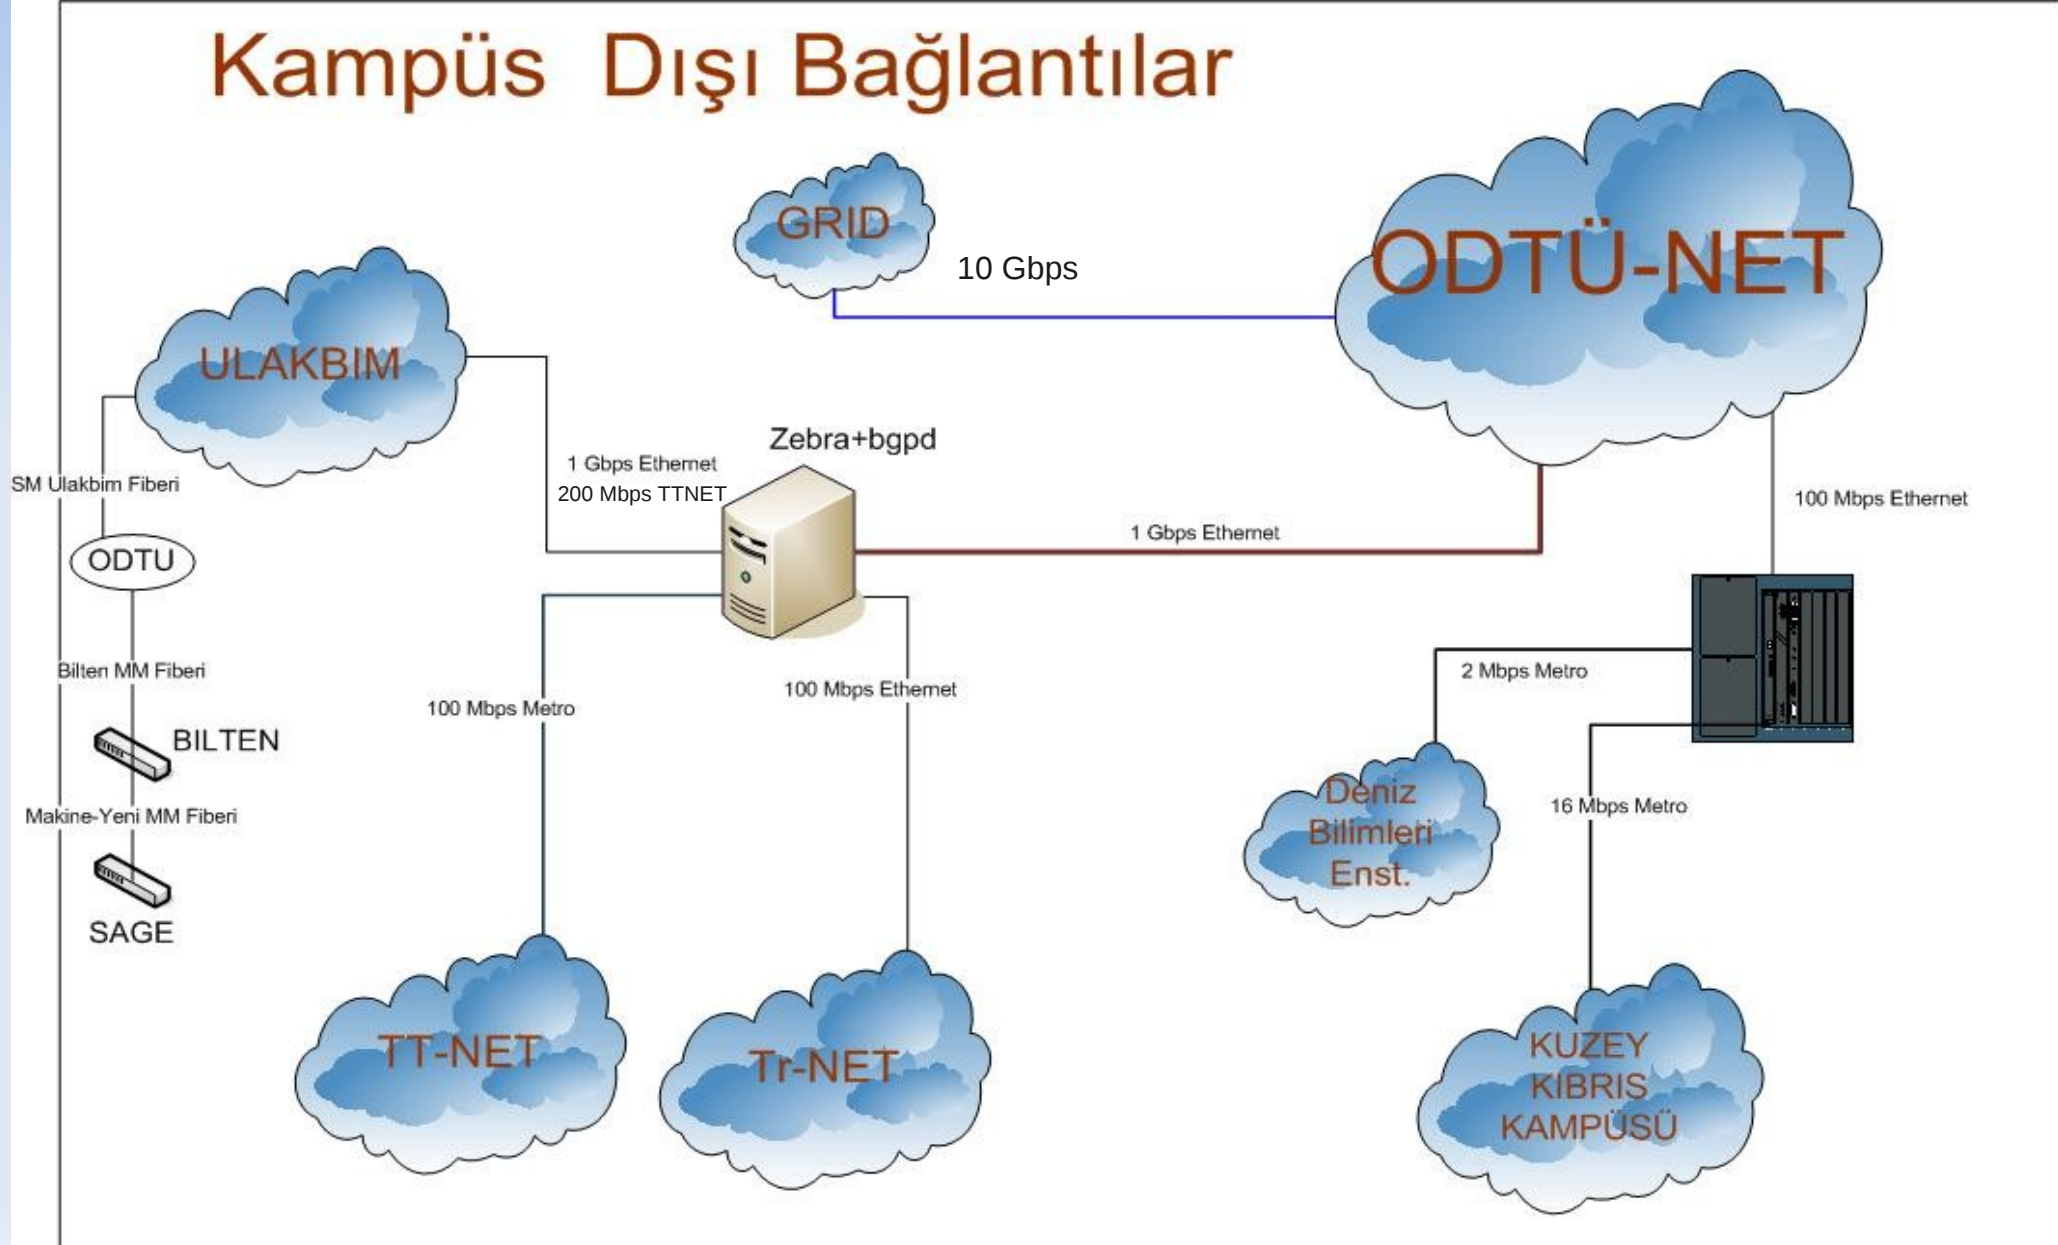 Kampüs Dışı Bağlantılar
GRID
10 Gbps
ODTÜ-NET
ULAKBIM
Zebra+bgpd
1 Gbps Ethernet
200 Mbps TTNET
SM Ulakbim Fiberi
100 Mbps Ethernet
1 Gbps Ethernet
ODTU
Bilten MM Fiberi
2 Mbps Metro
100 Mbps Ethernet
100 Mbps Metro
BILTEN
Deniz
Bilimleri
Enst.
16 Mbps Metro
Makine-Yeni MM Fiberi
SAGE
TT-NET
Tr-NET
KUZEY
KIBRIS
KAMPÜSÜ